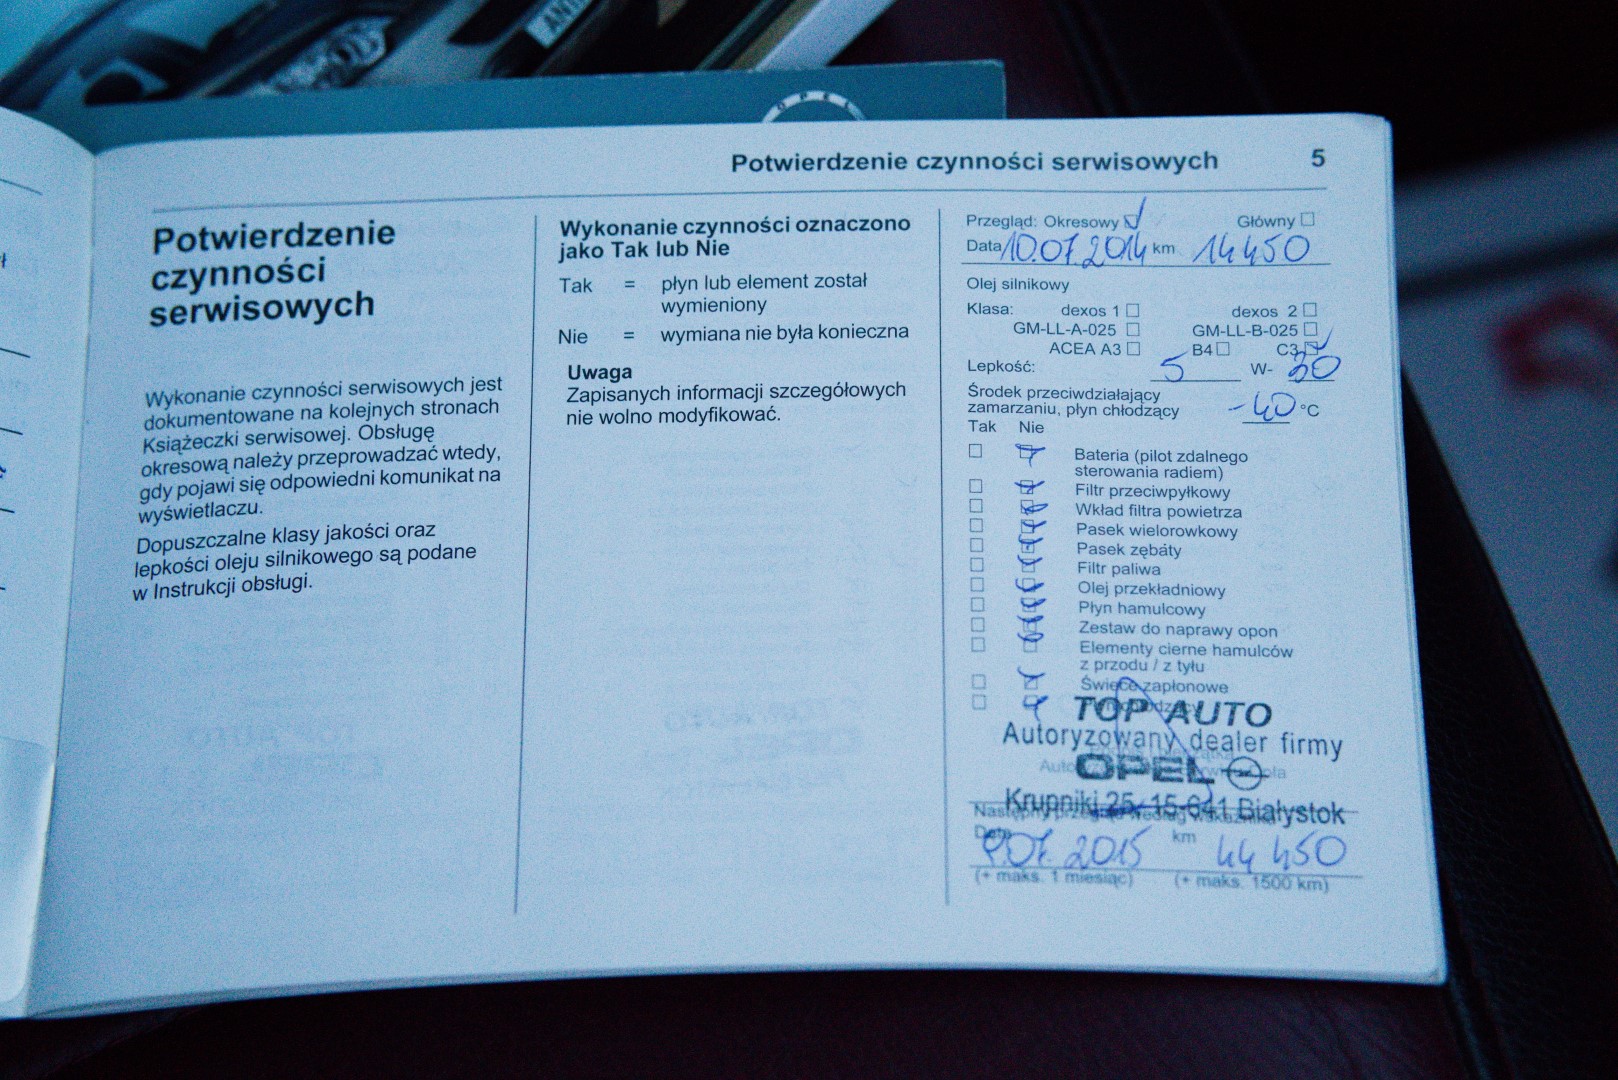 OPEL
Potwierdzenie czynności serwisowych 5
Potwierdzenie
czynności
serwisowych
Wykonanie czynności serwisowych jest
dokumentowane na kolejnych stronach
Książeczki serwisowej. Obsługę
okresową należy przeprowadzać wtedy,
gdy pojawi się odpowiedni komunikat na
wyświetlaczu.
Dopuszczalne klasy jakości oraz
lepkości oleju silnikowego są podane
w Instrukcji obsługi.
Wykonanie czynności oznaczono
jako Tak lub Nie
Tak = płyn lub element został
wymieniony
Nie = wymiana nie była konieczna
Uwaga
Zapisanych informacji szczegółowych
nie wolno modyfikować.
Przegląd: Okresowy Główny
Data 10.07.2014 km 14450
Olej silnikowy
Klasa: dexos 1 dexos 2
GM-LL-A-025 GM-LL-B-025
ACEA A3 B4 C3
Lepkość: 5 W- 30
Środek przeciwdziałający
zamarzaniu, płyn chłodzący -40 °C
Tak Nie
Bateria (pilot zdalnego
sterowania radiem)
Filtr przeciwpyłkowy
Wkład filtra powietrza
Pasek wielorowkowy
Pasek zębaty
Filtr paliwa
Olej przekładniowy
Płyn hamulcowy
Zestaw do naprawy opon
Elementy cierne hamulców
z przodu / z tyłu
Świece zapłonowe
TOP AUTO
Autoryzowany dealer firmy
OPEL
Krupniki 25, 15-641 Białystok
Następny przegląd według wskaźnika
Data 9.07.2015 km 44 450
(+ maks. 1 miesiąc) (+ maks. 1500 km)